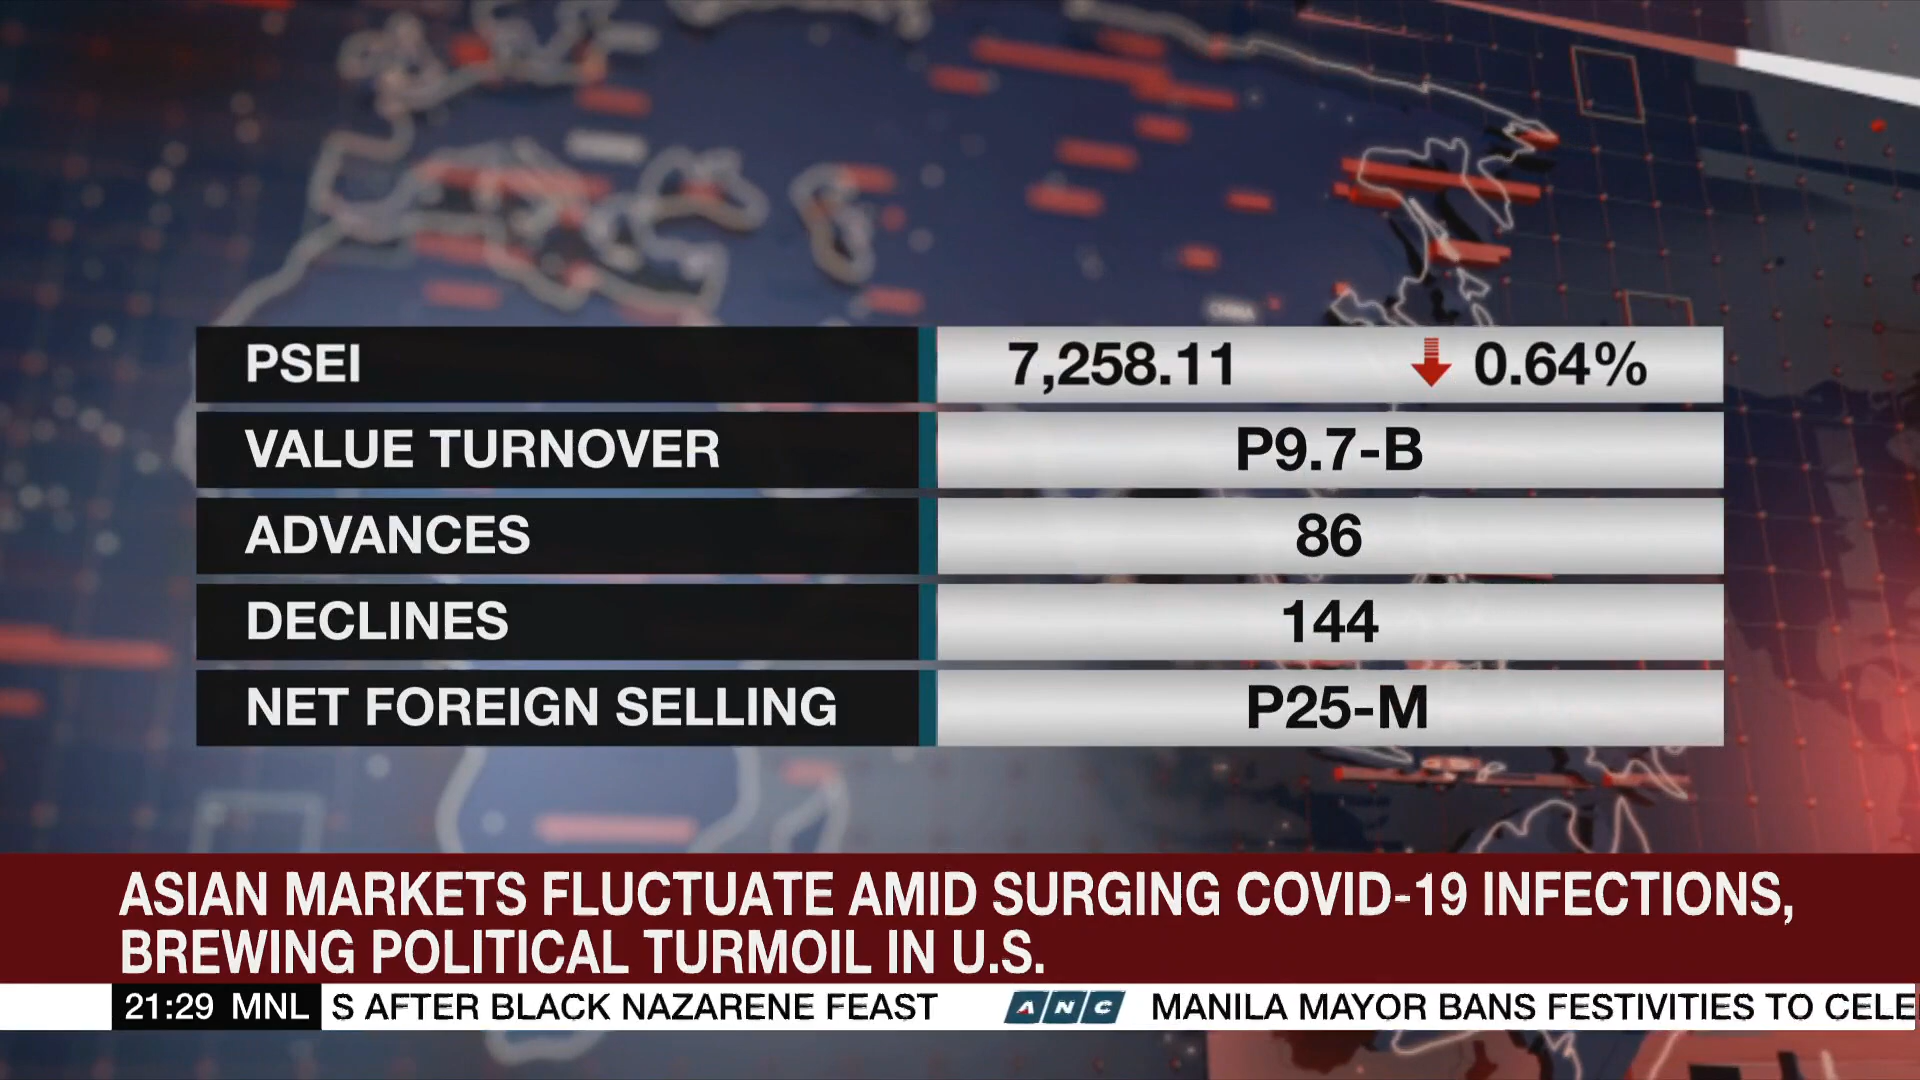 CHINA
PSEI 7,258.11 0.64%
VALUE TURNOVER P9.7-B
ADVANCES 86
DECLINES 144
NET FOREIGN SELLING P25-M
ASIAN MARKETS FLUCTUATE AMID SURGING COVID-19 INFECTIONS,
BREWING POLITICAL TURMOIL IN U.S.
21:29 MNL S AFTER BLACK NAZARENE FEAST ANC MANILA MAYOR BANS FESTIVITIES TO CELE